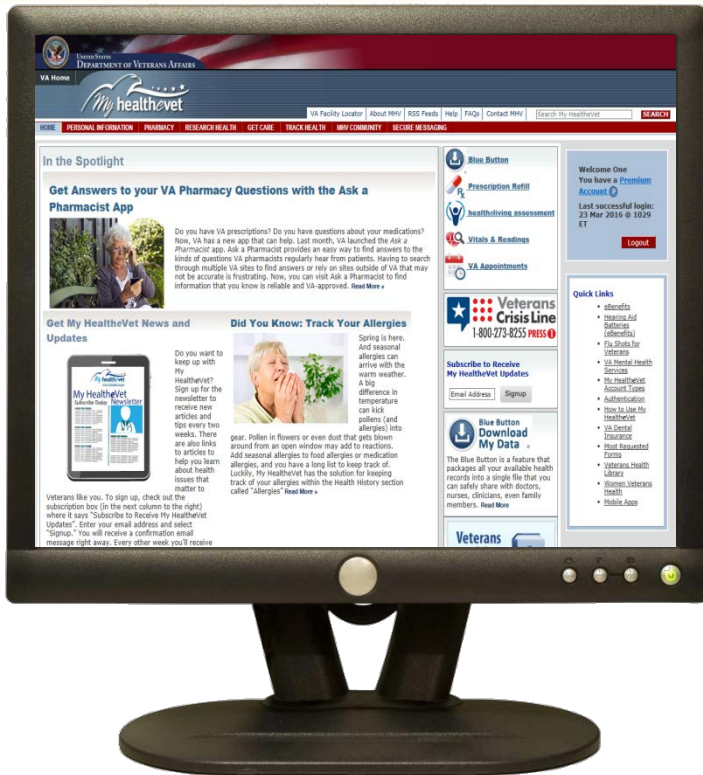 UNITED STATES
DEPARTMENT OF VETERANS AFFAIRS
VA Home
My healthevet
VA Facility Locator | About MHV | RSS Feeds | Help | FAQs | Contact MHV
Search My HealtheVet
SEARCH
HOME PERSONAL INFORMATION PHARMACY RESEARCH HEALTH GET CARE TRACK HEALTH MHV COMMUNITY SECURE MESSAGING
In the Spotlight
Get Answers to your VA Pharmacy Questions with the Ask a
Pharmacist App
Do you have VA prescriptions? Do you have questions about your medications?
Now, VA has a new app that can help. Last month, VA launched the Ask a
Pharmacist app. Ask a Pharmacist provides an easy way to find answers to the
kinds of questions VA pharmacists regularly hear from patients. Having to search
through multiple VA sites to find answers or rely on sites outside of VA that may
not be accurate is frustrating. Now, you can visit Ask a Pharmacist to find
information that you know is reliable and VA-approved. Read More »
Get My HealtheVet News and
Updates
My healthevet
My HealtheVet
Subscribe Today Newsletter
Do you want to
keep up with
My
HealtheVet?
Sign up for the
newsletter to
receive new
articles and
tips every two
weeks. There
are also links
to articles to
help you learn
about health
issues that
matter to
Veterans like you. To sign up, check out the
subscription box (in the next column to the right)
where it says "Subscribe to Receive My HealtheVet
Updates". Enter your email address and select
"Signup." You will receive a confirmation email
message right away. Every other week you'll receive
Did You Know: Track Your Allergies
Spring is here.
And seasonal
allergies can
arrive with the
warm weather.
A big
difference in
temperature
can kick
pollens (and
allergies) into
gear. Pollen in flowers or even dust that gets blown
around from an open window may add to reactions.
Add seasonal allergies to food allergies or medication
allergies, and you have a long list to keep track of.
Luckily, My HealtheVet has the solution for keeping
track of your allergies within the Health History section
called "Allergies" Read More »
Blue Button
Prescription Refill
healthliving assessment
Vitals & Readings
VA Appointments
Veterans
Crisis Line
1-800-273-8255 PRESS 1
Subscribe to Receive
My HealtheVet Updates
Email Address Signup
Blue Button
Download
My Data
The Blue Button is a feature that
packages all your available health
records into a single file that you
can safely share with doctors,
nurses, clinicians, even family
members. Read More
Veterans
Welcome One
You have a Premium
Account
Last successful login:
23 Mar 2016 @ 1029
ET
Logout
Quick Links
• eBenefits
• Hearing Aid
Batteries
(eBenefits)
• Flu Shots for
Veterans
• VA Mental Health
Services
• My HealtheVet
Account Types
• Authentication
• How to Use My
HealtheVet
• VA Dental
Insurance
• Most Requested
Forms
• Veterans Health
Library
• Women Veterans
Health
• Mobile Apps